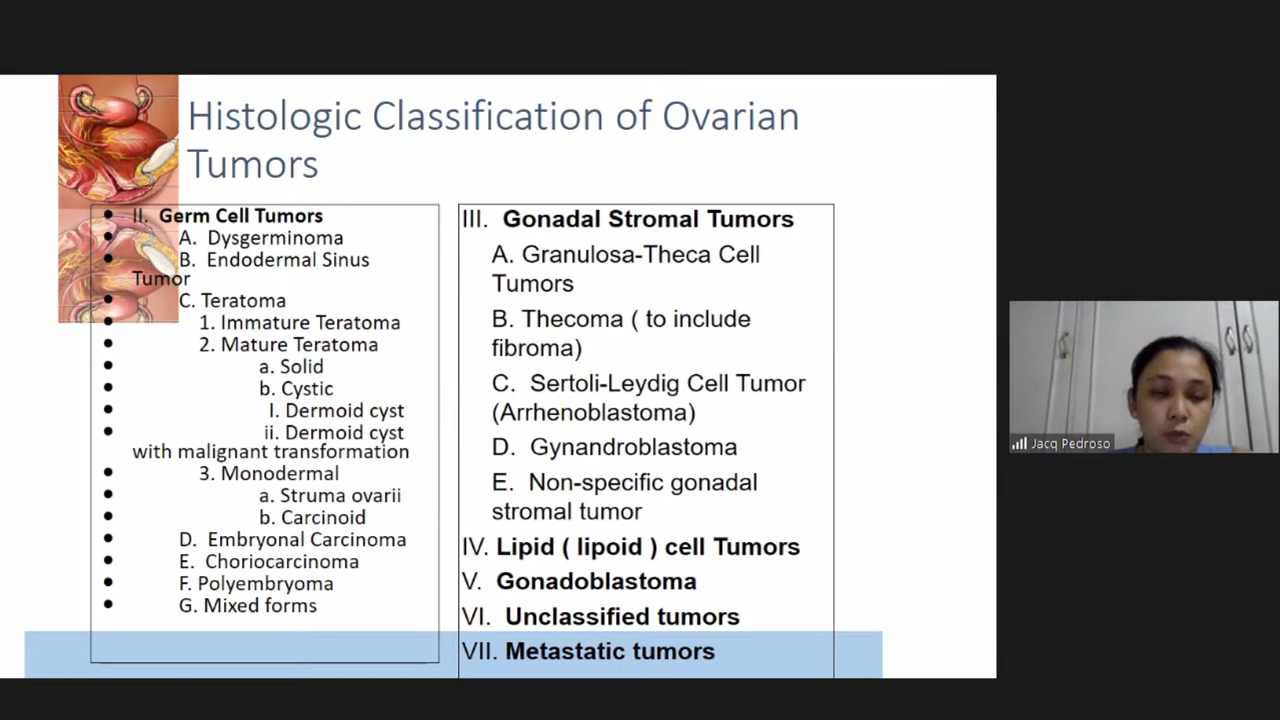 Histologic Classification of Ovarian
Tumors
II. Germ Cell Tumors
A. Dysgerminoma
B. Endodermal Sinus
Tumor
C. Teratoma
1. Immature Teratoma
2. Mature Teratoma
a. Solid
b. Cystic
I. Dermoid cyst
ii. Dermoid cyst
with malignant transformation
3. Monodermal
a. Struma ovarii
b. Carcinoid
D. Embryonal Carcinoma
E. Choriocarcinoma
F. Polyembryoma
G. Mixed forms
III. Gonadal Stromal Tumors
A. Granulosa-Theca Cell
Tumors
B. Thecoma ( to include
fibroma)
C. Sertoli-Leydig Cell Tumor
(Arrhenoblastoma)
D. Gynandroblastoma
E. Non-specific gonadal
stromal tumor
IV. Lipid ( lipoid ) cell Tumors
V. Gonadoblastoma
VI. Unclassified tumors
VII. Metastatic tumors
Jacq Pedroso